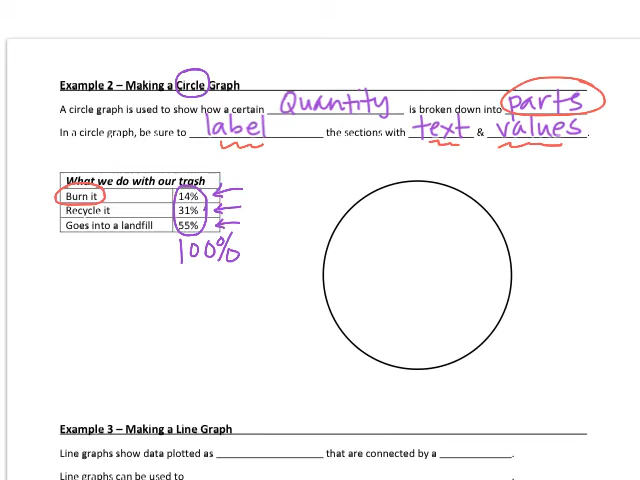 Example 2 – Making a Circle Graph
A circle graph is used to show how a certain Quantity is broken down into parts
In a circle graph, be sure to label the sections with text & values.
What we do with our trash
Burn it 14%
Recycle it 31%
Goes into a landfill 55%
100%
Example 3 – Making a Line Graph
Line graphs show data plotted as ____________ that are connected by a ________.
Line graphs can be used to ____________.